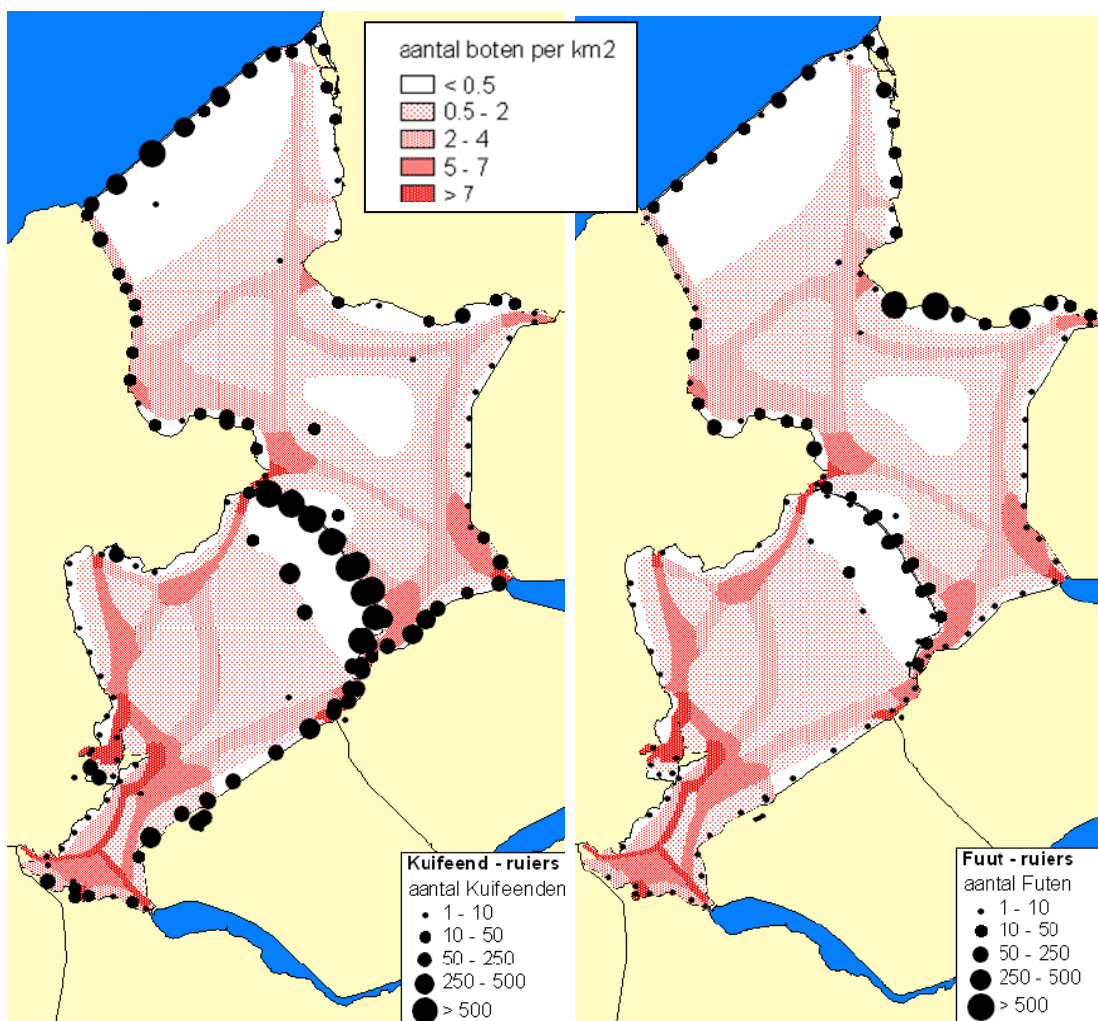 aantal boten per km2
< 0.5
0.5 - 2
2 - 4
5 - 7
> 7
Kuifeend - ruiers
aantal Kuifeenden
1 - 10
10 - 50
50 - 250
250 - 500
> 500
Fuut - ruiers
aantal Futen
1 - 10
10 - 50
50 - 250
250 - 500
> 500